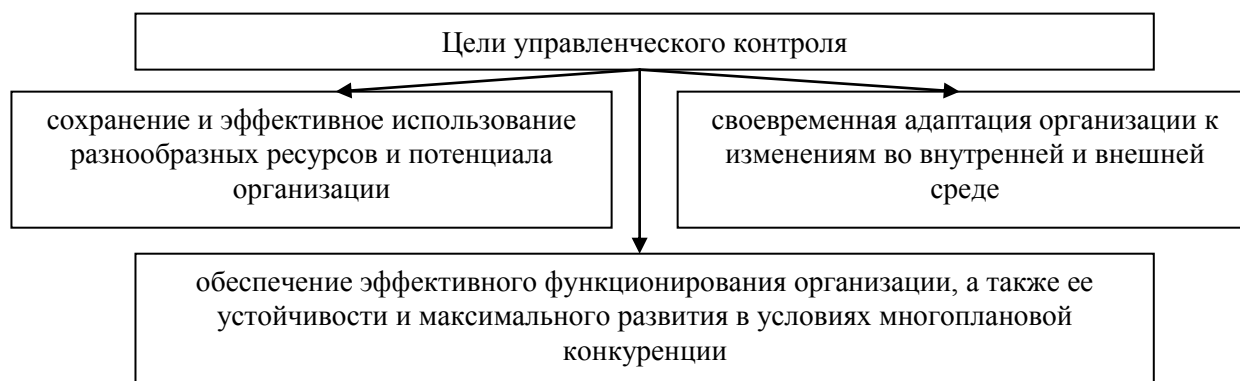 Цели управленческого контроля
сохранение и эффективное использование
разнообразных ресурсов и потенциала
организации
своевременная адаптация организации к
изменениям во внутренней и внешней
среде
обеспечение эффективного функционирования организации, а также ее
устойчивости и максимального развития в условиях многоплановой
конкуренции